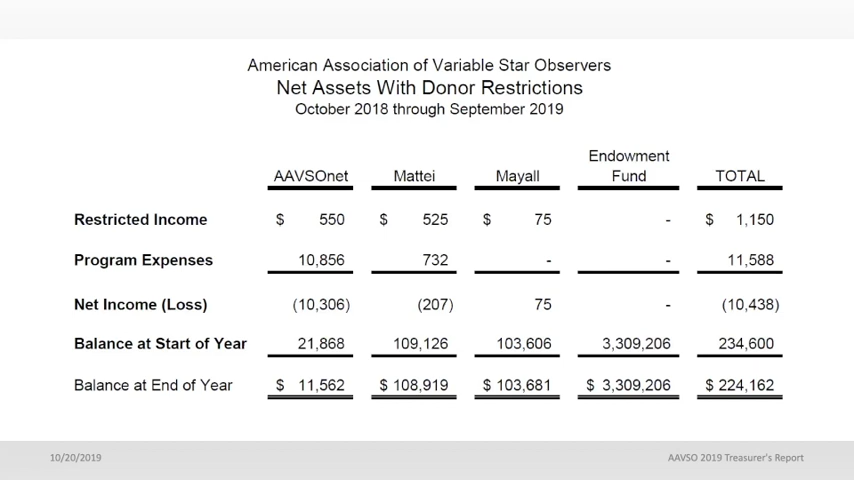 American Association of Variable Star Observers
Net Assets With Donor Restrictions
October 2018 through September 2019
Endowment
AAVSOnet Mattei Mayall Fund TOTAL
Restricted Income $ 550 $ 525 $ 75 - $ 1,150
Program Expenses 10,856 732 - - 11,588
Net Income (Loss) (10,306) (207) 75 - (10,438)
Balance at Start of Year 21,868 109,126 103,606 3,309,206 234,600
Balance at End of Year $ 11,562 $ 108,919 $ 103,681 $ 3,309,206 $ 224,162
10/20/2019 AAVSO 2019 Treasurer's Report